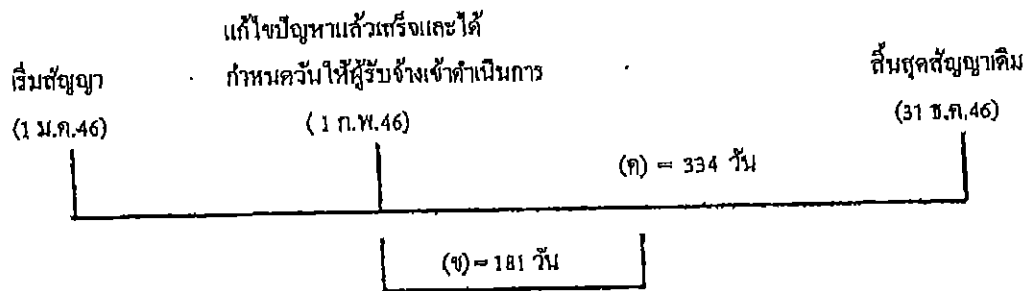 แก้ไขปัญหาแล้วเสร็จและได้
เริ่มสัญญา กำหนดวันให้ผู้รับจ้างเข้าดำเนินการ สิ้นสุดสัญญาเดิม
(1 ม.ค.46) ( 1 ก.พ.46) (31 ธ.ค.46)
(ค) = 334 วัน
(ข) = 181 วัน